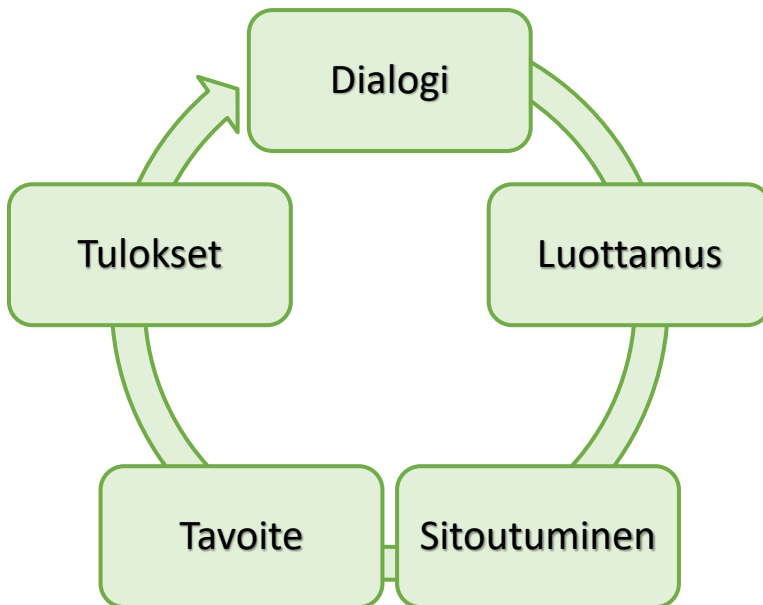 Dialogi
Luottamus
Sitoutuminen
Tavoite
Tulokset